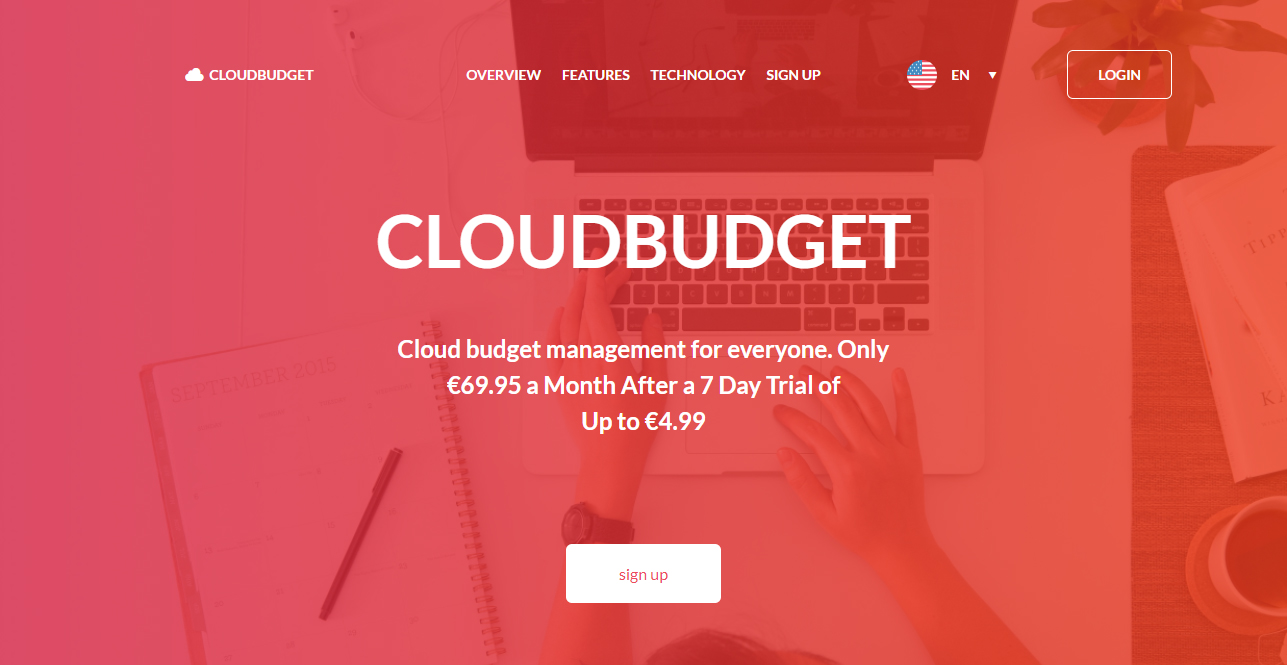 CLOUDBUDGET
OVERVIEW FEATURES TECHNOLOGY SIGN UP
EN
LOGIN
CLOUDBUDGET
Cloud budget management for everyone. Only
€69.95 a Month After a 7 Day Trial of
Up to €4.99
SEPTEMBER 2015
sign up